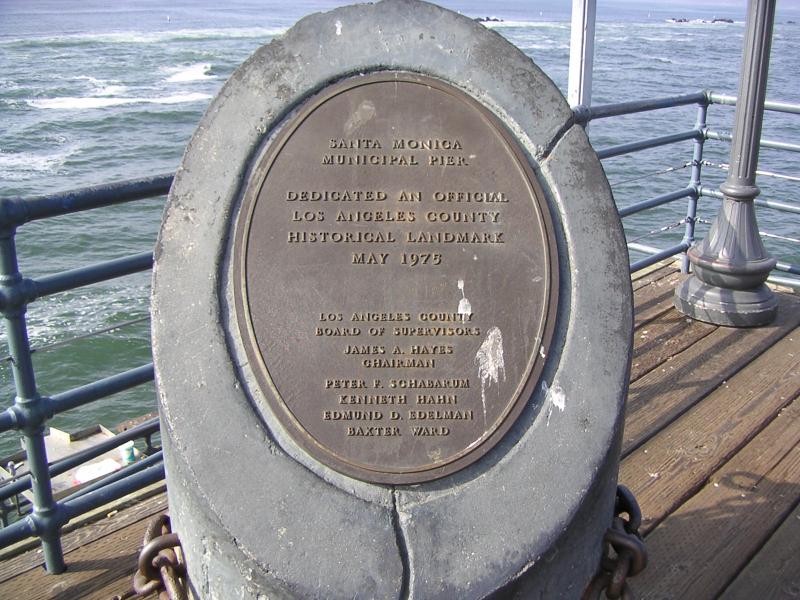 SANTA MONICA
MUNICIPAL PIER
DEDICATED AN OFFICIAL
LOS ANGELES COUNTY
HISTORICAL LANDMARK
MAY 1975
LOS ANGELES COUNTY
BOARD OF SUPERVISORS
JAMES A. HAYES
CHAIRMAN
PETER F. SCHABARUM
KENNETH HAHN
EDMUND D. EDELMAN
BAXTER WARD